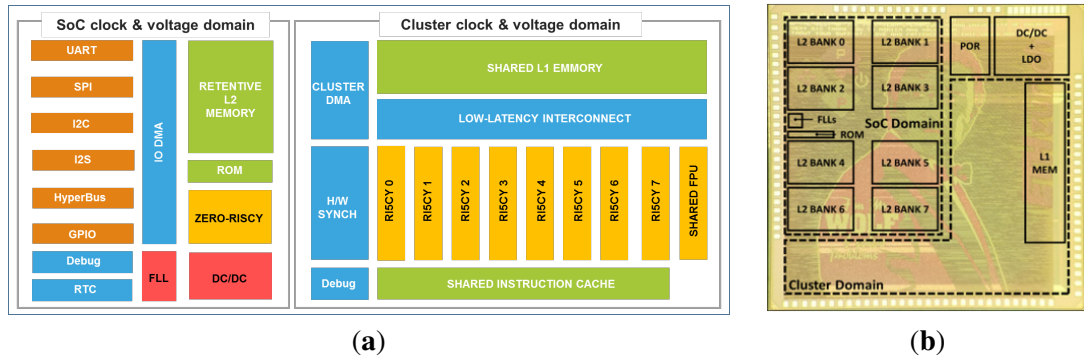 SoC clock & voltage domain
UART
SPI
I2C
I2S
HyperBus
GPIO
Debug
RTC
IO DMA
FLL
RETENTIVE
L2
MEMORY
ROM
ZERO-RISCY
DC/DC
Cluster clock & voltage domain
CLUSTER
DMA
SHARED L1 EMMORY
LOW-LATENCY INTERCONNECT
H/W
SYNCH
RI5CY 0
RI5CY 1
RI5CY 2
RI5CY 3
RI5CY 4
RI5CY 5
RI5CY 6
RI5CY 7
SHARED FPU
Debug
SHARED INSTRUCTION CACHE
(a)
L2 BANK 0
L2 BANK 1
POR
DC/DC
+
LDO
L2 BANK 2
L2 BANK 3
FLLs
SoC Domain
ROM
L1
MEM
L2 BANK 4
L2 BANK 5
L2 BANK 6
L2 BANK 7
WOLF
Problems
Cluster Domain
(b)